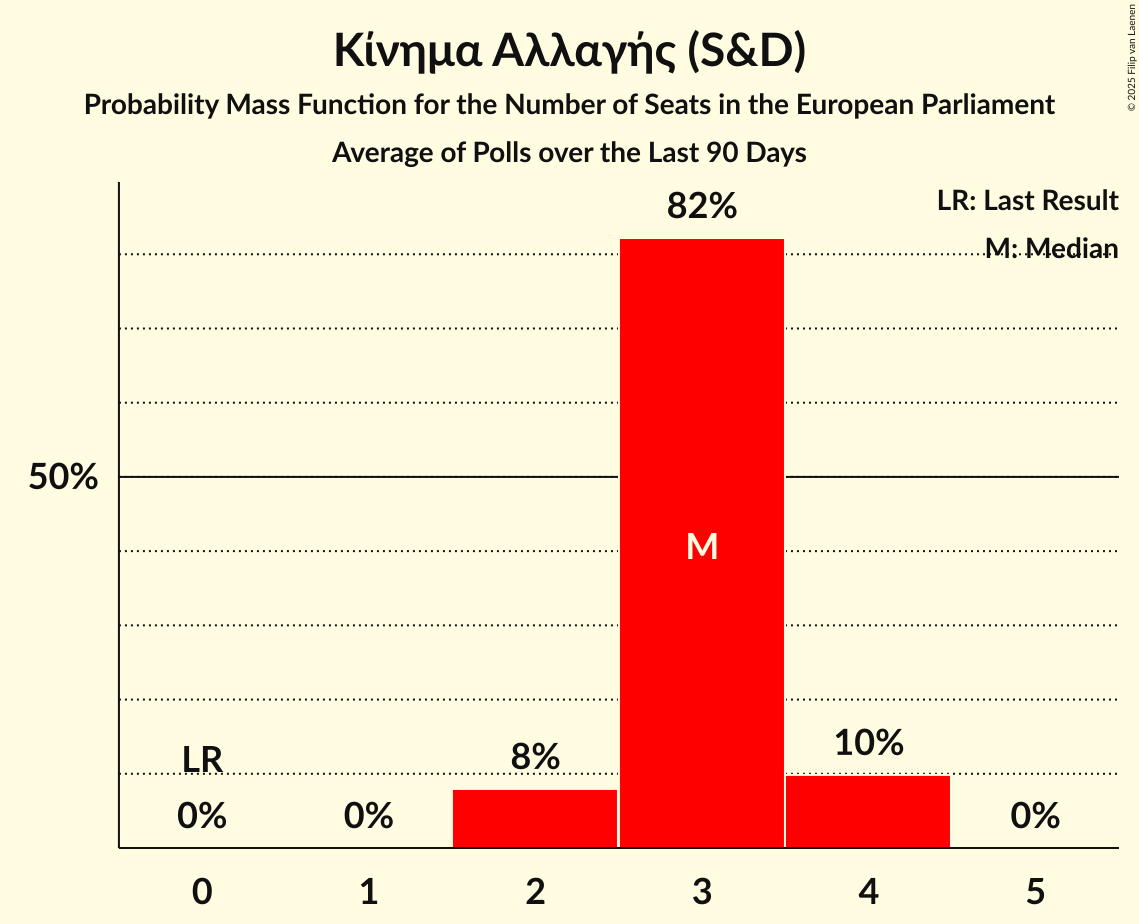 Κίνημα Αλλαγής (S&D)
Probability Mass Function for the Number of Seats in the European Parliament
Average of Polls over the Last 90 Days
© 2025 Filip van Laenen
LR: Last Result
M: Median
82%
50%
M
LR
8%
10%
0%
0%
0%
0 1 2 3 4 5